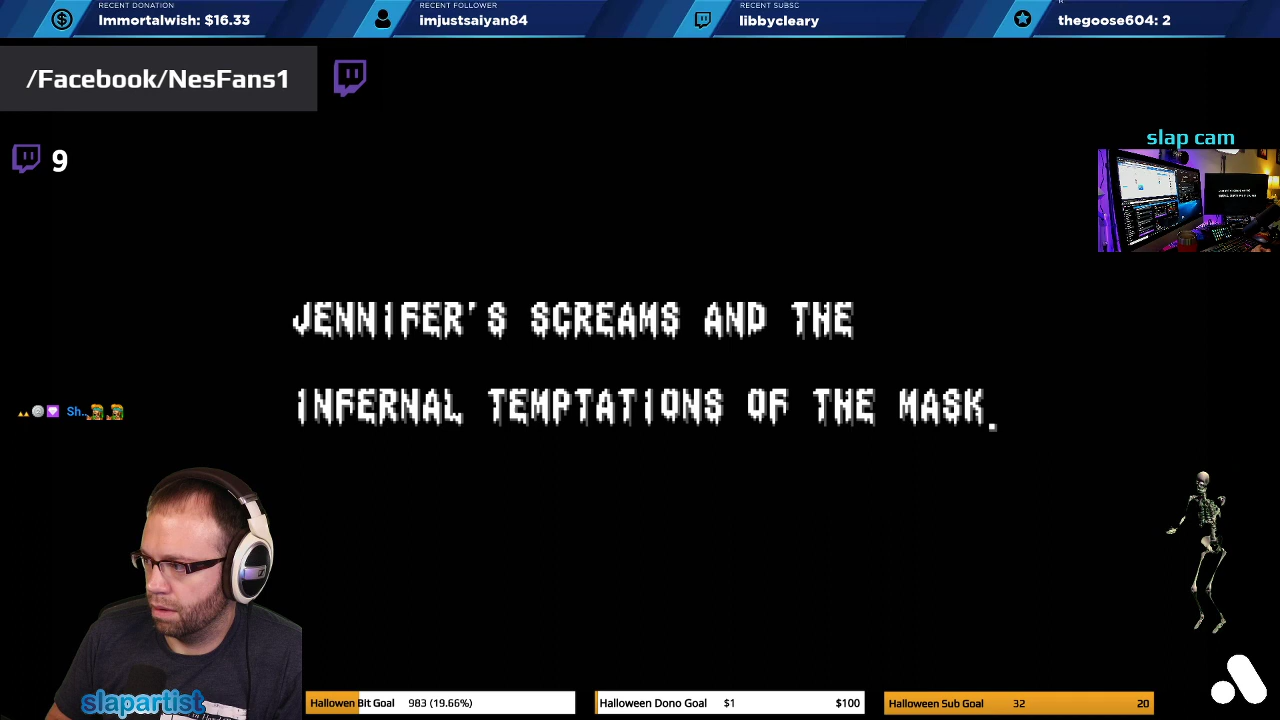 RECENT DONATION
Immortalwish: $16.33
RECENT FOLLOWER
imjustsaiyan84
RECENT SUBSC
libbycleary
thegoose604: 2
/Facebook/NesFans1
9
slap cam
JENNIFER'S SCREAMS AND THE
INFERNAL TEMPTATIONS OF THE MASK.
Sh..
slapartist
Hallowen Bit Goal 983 (19.66%)
Halloween Dono Goal $1 $100
Halloween Sub Goal 32 20